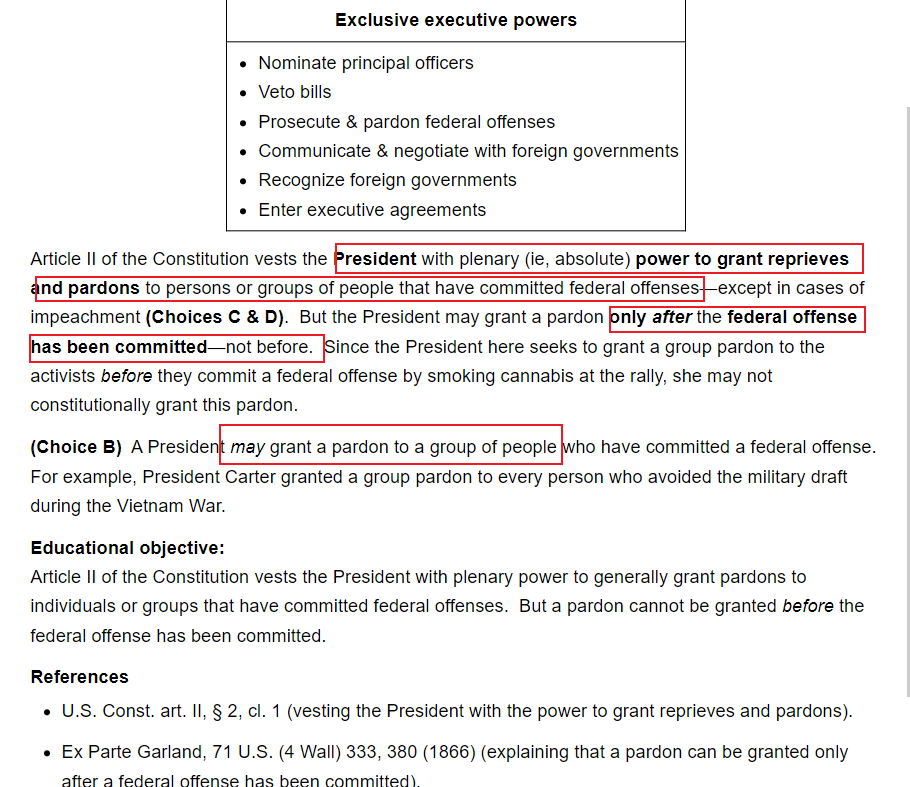 Exclusive executive powers
• Nominate principal officers
• Veto bills
• Prosecute & pardon federal offenses
• Communicate & negotiate with foreign governments
• Recognize foreign governments
• Enter executive agreements
Article II of the Constitution vests the President with plenary (ie, absolute) power to grant reprieves
and pardons to persons or groups of people that have committed federal offenses—except in cases of
impeachment (Choices C & D).  But the President may grant a pardon only after the federal offense
has been committed—not before.  Since the President here seeks to grant a group pardon to the
activists before they commit a federal offense by smoking cannabis at the rally, she may not
constitutionally grant this pardon.
(Choice B)  A President may grant a pardon to a group of people who have committed a federal offense.
For example, President Carter granted a group pardon to every person who avoided the military draft
during the Vietnam War.
Educational objective:
Article II of the Constitution vests the President with plenary power to generally grant pardons to
individuals or groups that have committed federal offenses.  But a pardon cannot be granted before the
federal offense has been committed.
References
• U.S. Const. art. II, § 2, cl. 1 (vesting the President with the power to grant reprieves and pardons).
• Ex Parte Garland, 71 U.S. (4 Wall) 333, 380 (1866) (explaining that a pardon can be granted only
after a federal offense has been committed).